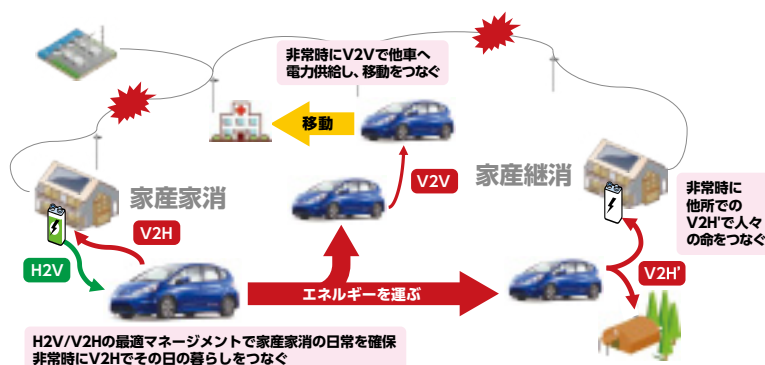 非常時にV2Vで他車へ
電力供給し、移動をつなぐ
移動
家産家消
V2H
H2V
V2V
家産継消
非常時に
他所での
V2H'で人々
の命をつなぐ
V2H'
エネルギーを運ぶ
H2V/V2Hの最適マネージメントで家産家消の日常を確保
非常時にV2Hでその日の暮らしをつなぐ